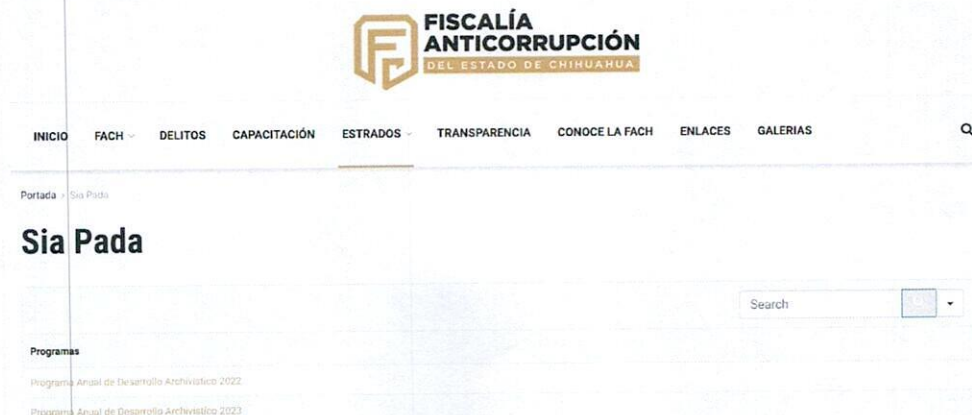 FISCALÍA
ANTICORRUPCIÓN
DEL ESTADO DE CHIHUAHUA
INICIO FACH DELITOS CAPACITACIÓN ESTRADOS TRANSPARENCIA CONOCE LA FACH ENLACES GALERIAS
Portada > Sia Pada
Sia Pada
Search
Programas
Programa Anual de Desarrollo Archivístico 2022
Programa Anual de Desarrollo Archivístico 2023